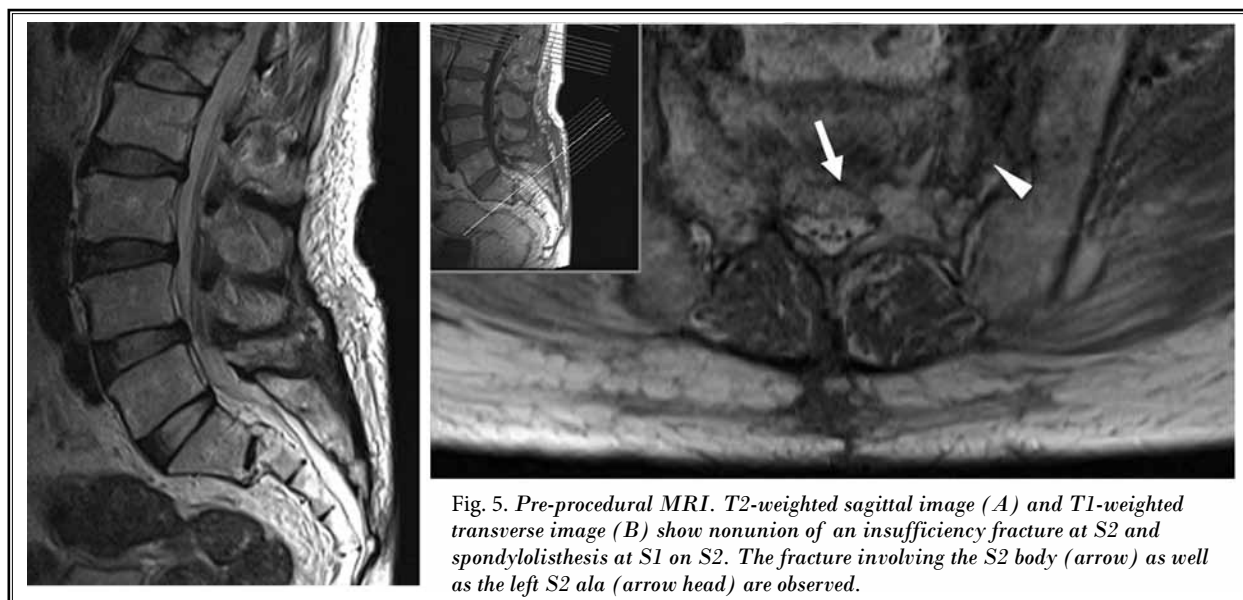 Fig. 5. Pre-procedural MRI. T2-weighted sagittal image (A) and T1-weighted
transverse image (B) show nonunion of an insufficiency fracture at S2 and
spondylolisthesis at S1 on S2. The fracture involving the S2 body (arrow) as well
as the left S2 ala (arrow head) are observed.